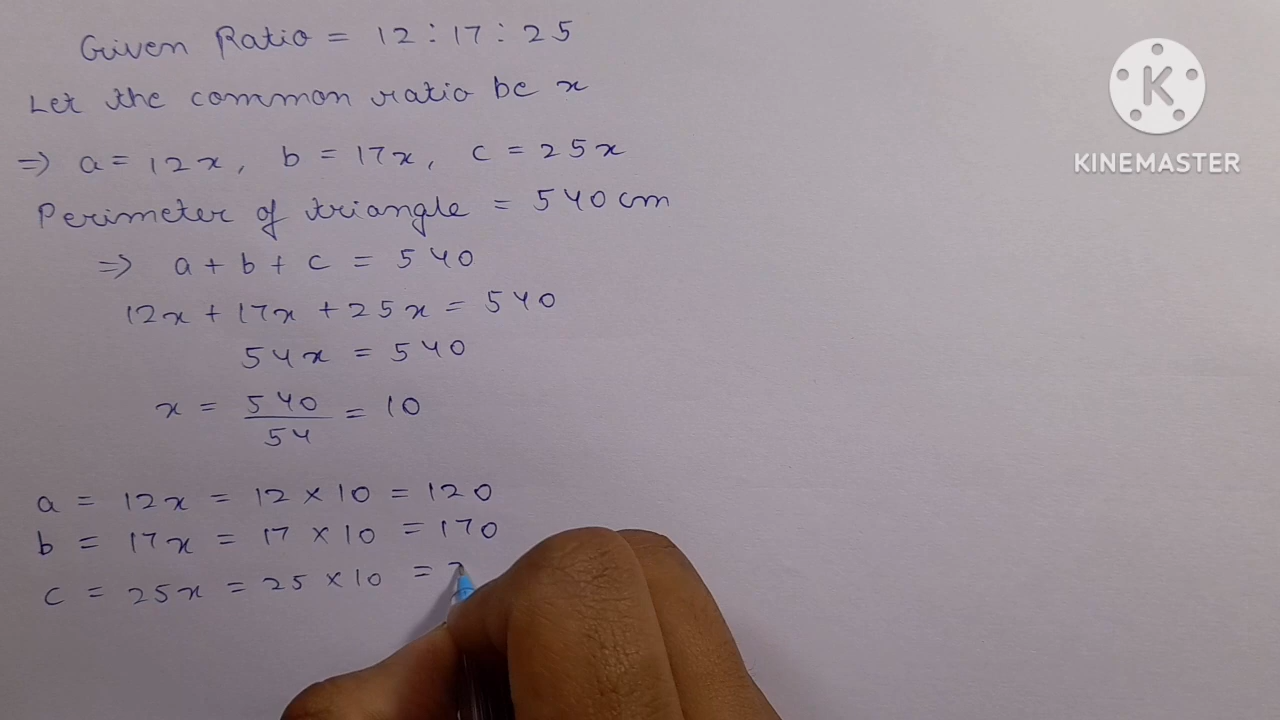 Given Ratio = 12 : 17 : 25
Let the common ratio be x
⇒ a = 12x, b = 17x, c = 25x
Perimeter of triangle = 540 cm
⇒ a + b + c = 540
12x + 17x + 25x = 540
54x = 540
x = 540/54 = 10
a = 12x = 12 × 10 = 120
b = 17x = 17 × 10 = 170
c = 25x = 25 × 10 =
K
KINEMASTER